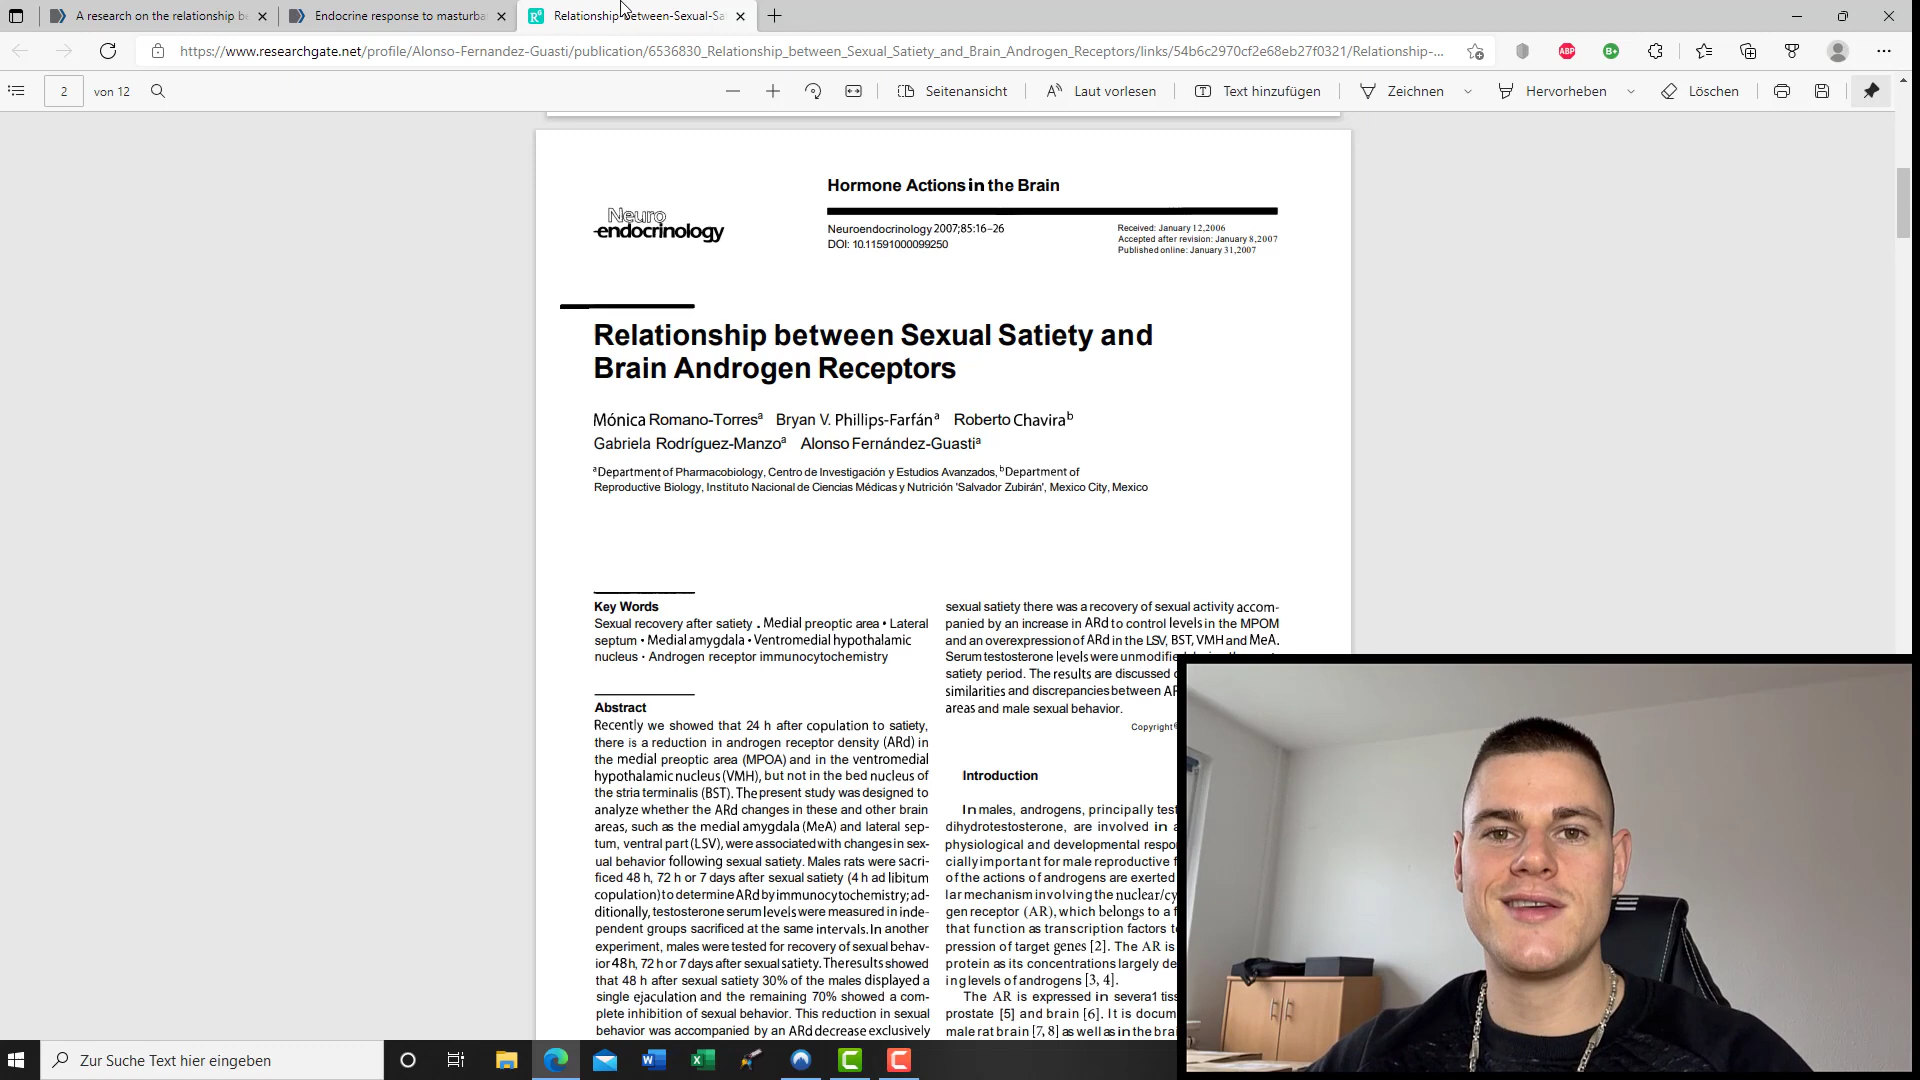 A research on the relationship be
Endocrine response to masturba
Relationship-between-Sexual-Sa
https://www.researchgate.net/profile/Alonso-Fernandez-Guasti/publication/6536830_Relationship_between_Sexual_Satiety_and_Brain_Androgen_Receptors/links/54b6c2970cf2e68eb27f0321/Relationship-...
2 von 12
Seitenansicht
Laut vorlesen
Text hinzufügen
Zeichnen
Hervorheben
Löschen
Hormone Actions in the Brain
Neuro
endocrinology
Neuroendocrinology 2007;85:16–26
DOI: 10.11591000099250
Received: January 12,2006
Accepted after revision: January 8,2007
Published online: January 31,2007
Relationship between Sexual Satiety and
Brain Androgen Receptors
Mónica Romano-Torresª Bryan V. Phillips-Farfánª Roberto Chaviraᵇ
Gabriela Rodríguez-Manzoª Alonso Fernández-Guastiª
ªDepartment of Pharmacobiology, Centro de Investigación y Estudios Avanzados, ᵇDepartment of
Reproductive Biology, Instituto Nacional de Ciencias Médicas y Nutrición 'Salvador Zubirán', Mexico City, Mexico
Key Words
Sexual recovery after satiety . Medial preoptic area • Lateral
septum • Medial amygdala • Ventromedial hypothalamic
nucleus · Androgen receptor immunocytochemistry
Abstract
Recently we showed that 24 h after copulation to satiety,
there is a reduction in androgen receptor density (ARd) in
the medial preoptic area (MPOA) and in the ventromedial
hypothalamic nucleus (VMH), but not in the bed nucleus of
the stria terminalis (BST). The present study was designed to
analyze whether the ARd changes in these and other brain
areas, such as the medial amygdala (MeA) and lateral sep-
tum, ventral part (LSV), were associated with changes in sex-
ual behavior following sexual satiety. Males rats were sacri-
ficed 48 h, 72 h or 7 days after sexual satiety (4 h ad libitum
copulation) to determine ARd by immunocytochemistry; ad-
ditionally, testosterone serum levels were measured in inde-
pendent groups sacrificed at the same intervals. In another
experiment, males were tested for recovery of sexual behav-
ior 48 h, 72 h or 7 days after sexual satiety. The results showed
that 48 h after sexual satiety 30% of the males displayed a
single ejaculation and the remaining 70% showed a com-
plete inhibition of sexual behavior. This reduction in sexual
behavior was accompanied by an ARd decrease exclusively
sexual satiety there was a recovery of sexual activity accom-
panied by an increase in ARd to control levels in the MPOM
and an overexpression of ARd in the LSV, BST, VMH and MeA.
Serum testosterone levels were unmodifi
satiety period. The results are discussed
similarities and discrepancies between AR
areas and male sexual behavior.
Copyright
Introduction
In males, androgens, principally test
dihydrotestosterone, are involved in a
physiological and developmental respon
cially important for male reproductive f
of the actions of androgens are exerted
lar mechanism involving the nuclear/cy
gen receptor (AR), which belongs to a f
that function as transcription factors t
pression of target genes [2]. The AR is
protein as its concentrations largely de
ing levels of androgens [3, 4].
The AR is expressed in severa1 tiss
prostate [5] and brain [6]. It is docum
male rat brain [7, 8] as well as in the brai
Zur Suche Text hier eingeben